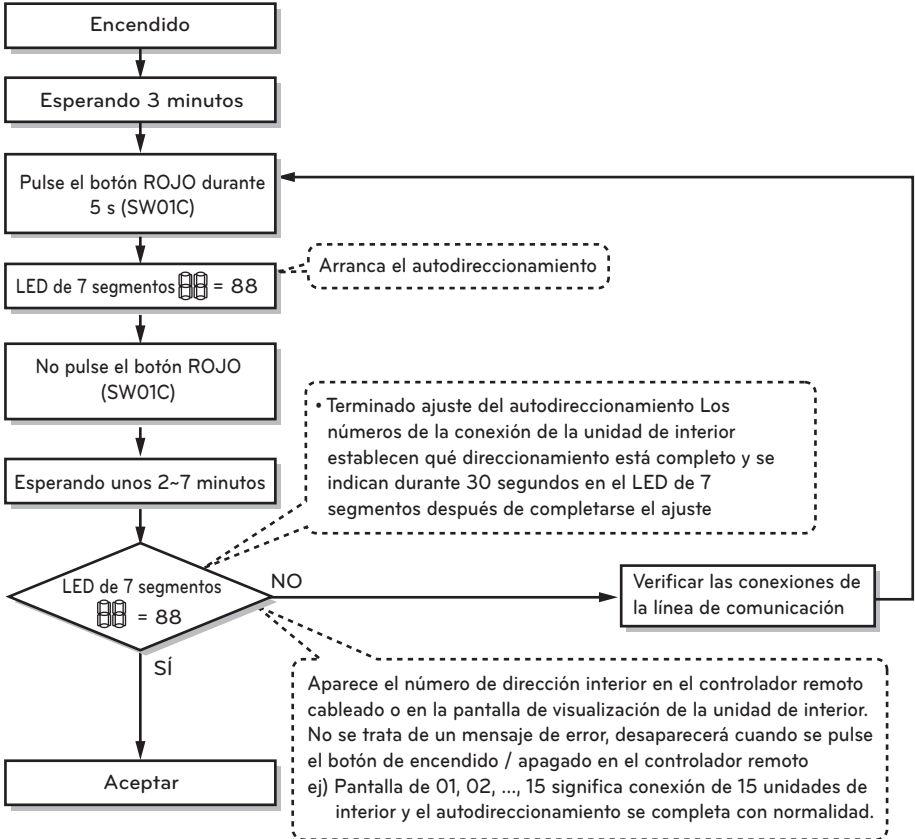 Encendido
Esperando 3 minutos
Pulse el botón ROJO durante
5 s (SW01C)
LED de 7 segmentos 88 = 88
Arranca el autodireccionamiento
No pulse el botón ROJO
(SW01C)
Esperando unos 2~7 minutos
• Terminado ajuste del autodireccionamiento Los
números de la conexión de la unidad de interior
establecen qué direccionamiento está completo y se
indican durante 30 segundos en el LED de 7
segmentos después de completarse el ajuste
LED de 7 segmentos
88 = 88
NO
SÍ
Verificar las conexiones de
la línea de comunicación
Aparece el número de dirección interior en el controlador remoto
cableado o en la pantalla de visualización de la unidad de interior.
No se trata de un mensaje de error, desaparecerá cuando se pulse
el botón de encendido / apagado en el controlador remoto
ej) Pantalla de 01, 02, ..., 15 significa conexión de 15 unidades de
interior y el autodireccionamiento se completa con normalidad.
Aceptar